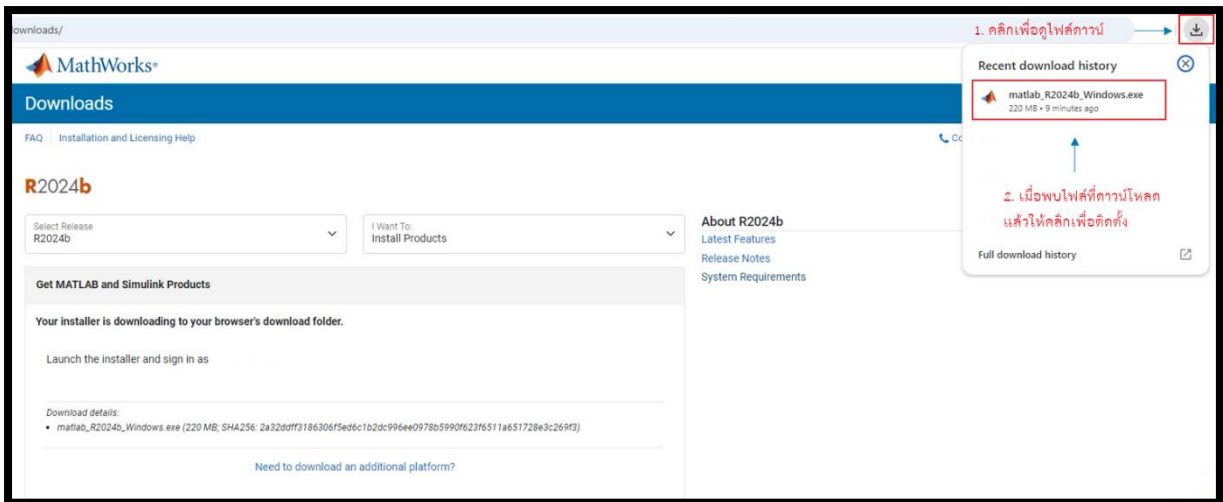 ownloads/
1. คลิกเพื่อดูไฟล์ดาวน์
MathWorks®
Recent download history
matlab_R2024b_Windows.exe
220 MB • 9 minutes ago
Downloads
FAQ
Installation and Licensing Help
2. เมื่อพบไฟล์ที่ดาวน์โหลด
แล้วให้คลิกเพื่อติดตั้ง
Full download history
R2024b
Select Release
R2024b
I Want To:
Install Products
About R2024b
Latest Features
Release Notes
System Requirements
Get MATLAB and Simulink Products
Your installer is downloading to your browser's download folder.
Launch the installer and sign in as
Download details:
• matlab_R2024b_Windows.exe (220 MB; SHA256: 2a32ddff3186306f5ed6c1b2dc996ee0978b5990f623f6511a651728e3c269f3)
Need to download an additional platform?